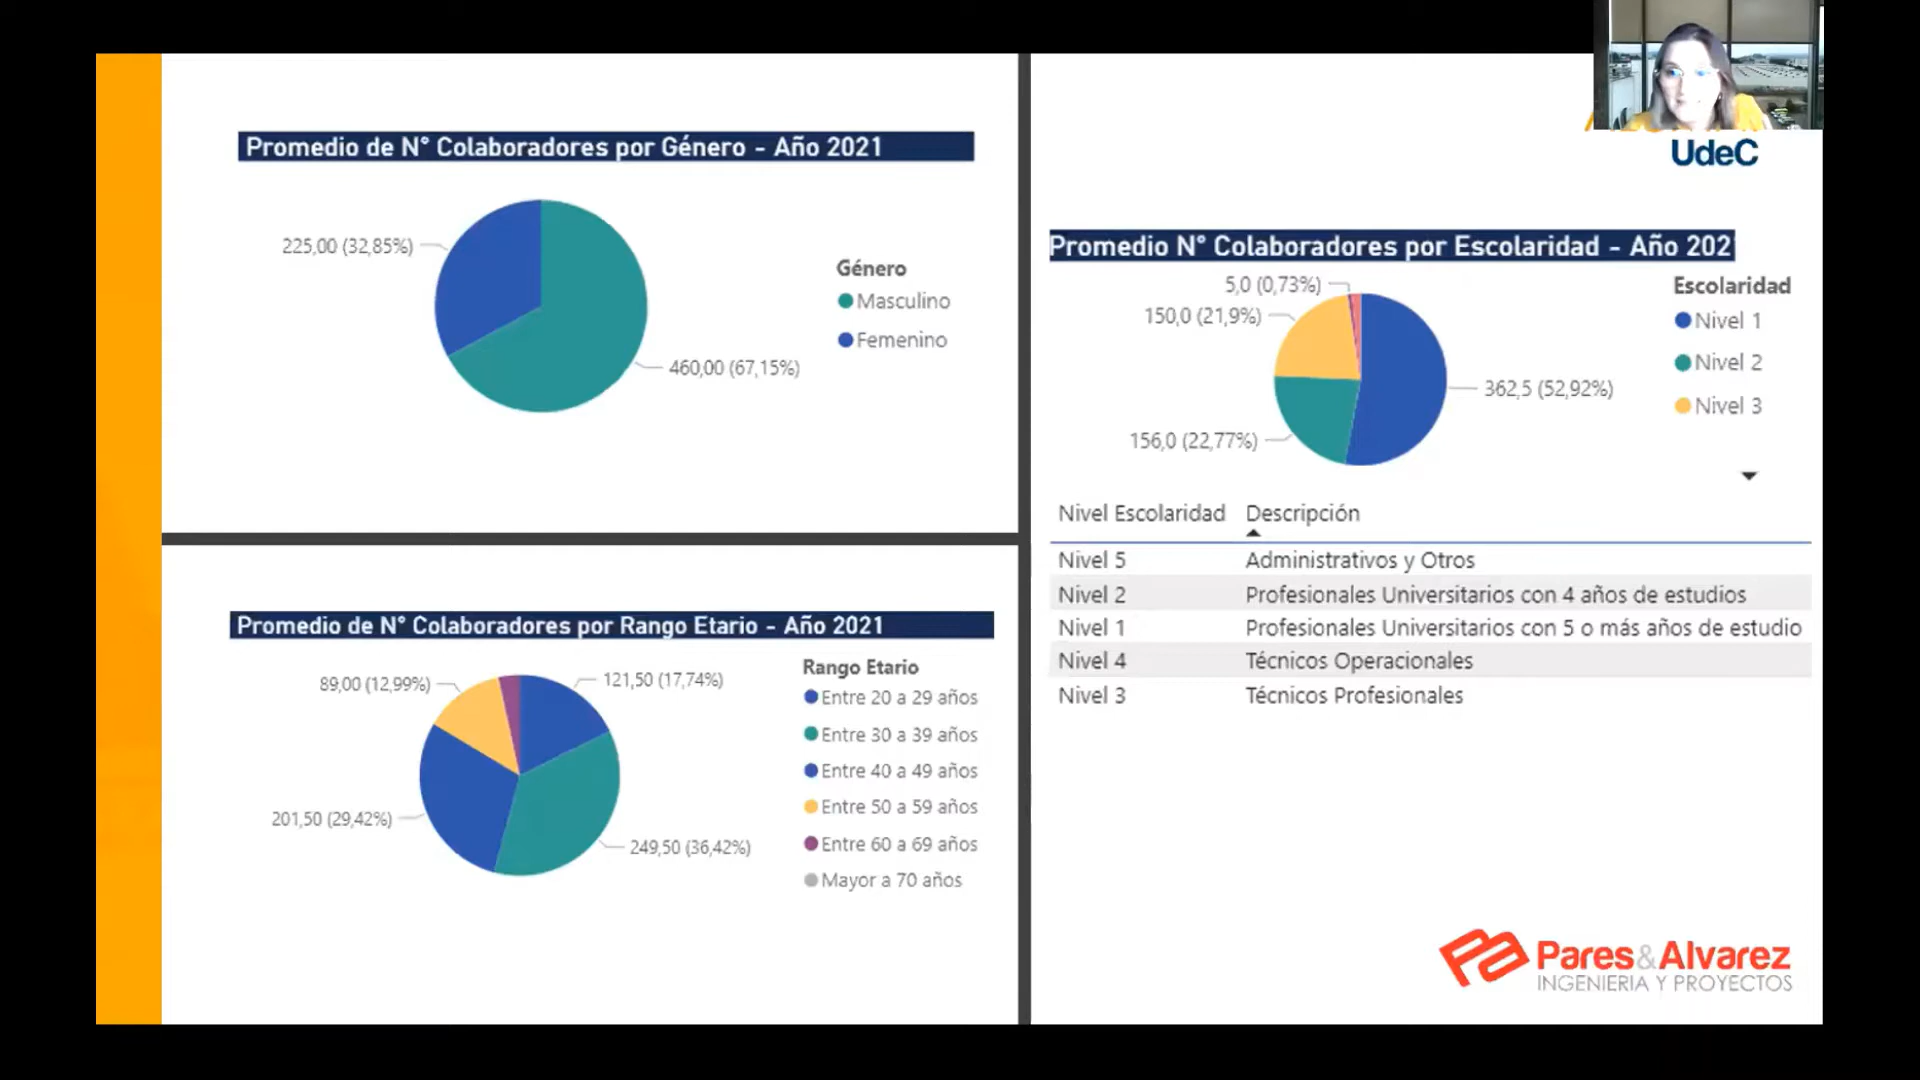 Promedio de N° Colaboradores por Género - Año 2021
225,00 (32,85%)
460,00 (67,15%)
Género
Masculino
Femenino
Promedio de N° Colaboradores por Rango Etario - Año 2021
89,00 (12,99%)
121,50 (17,74%)
201,50 (29,42%)
249,50 (36,42%)
Rango Etario
Entre 20 a 29 años
Entre 30 a 39 años
Entre 40 a 49 años
Entre 50 a 59 años
Entre 60 a 69 años
Mayor a 70 años
UdeC
Promedio N° Colaboradores por Escolaridad - Año 202
5,0 (0,73%)
150,0 (21,9%)
362,5 (52,92%)
156,0 (22,77%)
Escolaridad
Nivel 1
Nivel 2
Nivel 3
Nivel Escolaridad Descripción
Nivel 5 Administrativos y Otros
Nivel 2 Profesionales Universitarios con 4 años de estudios
Nivel 1 Profesionales Universitarios con 5 o más años de estudio
Nivel 4 Técnicos Operacionales
Nivel 3 Técnicos Profesionales
Pares&Alvarez
INGENIERIA Y PROYECTOS